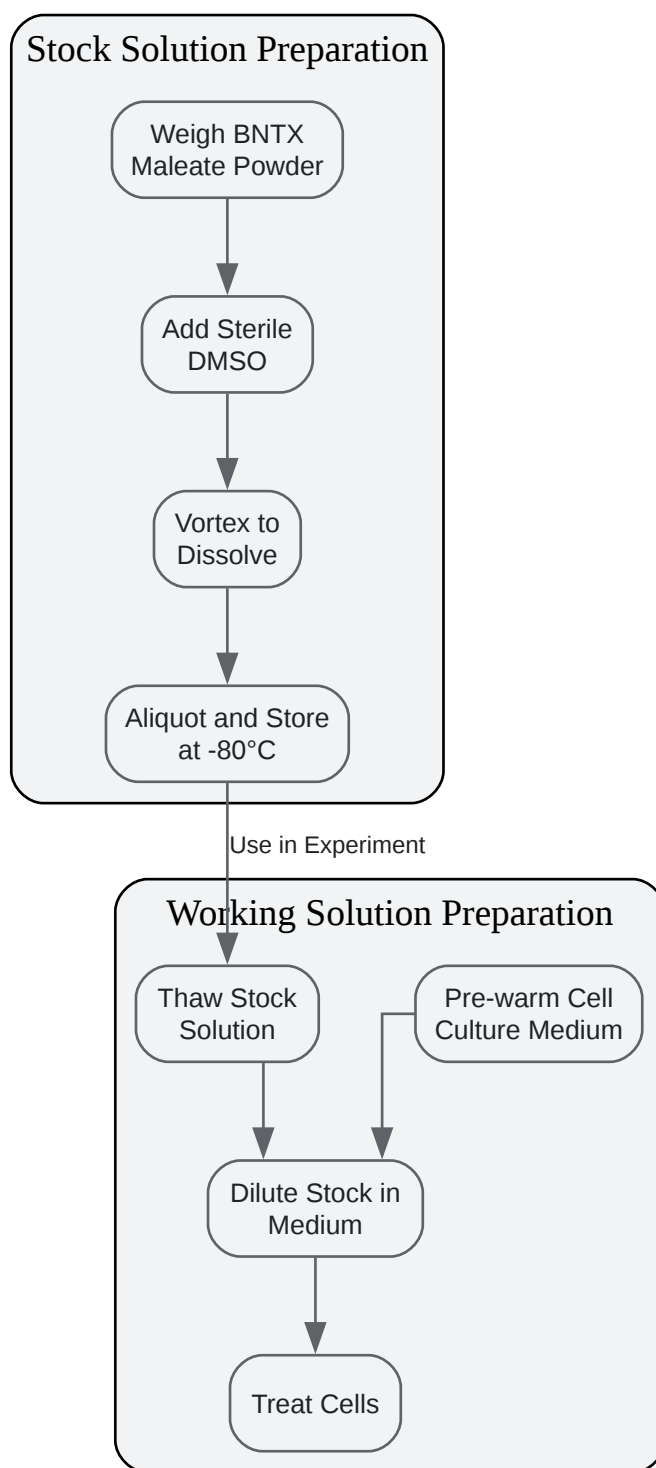 Stock Solution Preparation
Weigh BNTX
Maleate Powder
Add Sterile
DMSO
Vortex to
Dissolve
Aliquot and Store
at -80°C
Use in Experiment
Working Solution Preparation
Thaw Stock
Solution
Pre-warm Cell
Culture Medium
Dilute Stock in
Medium
Treat Cells